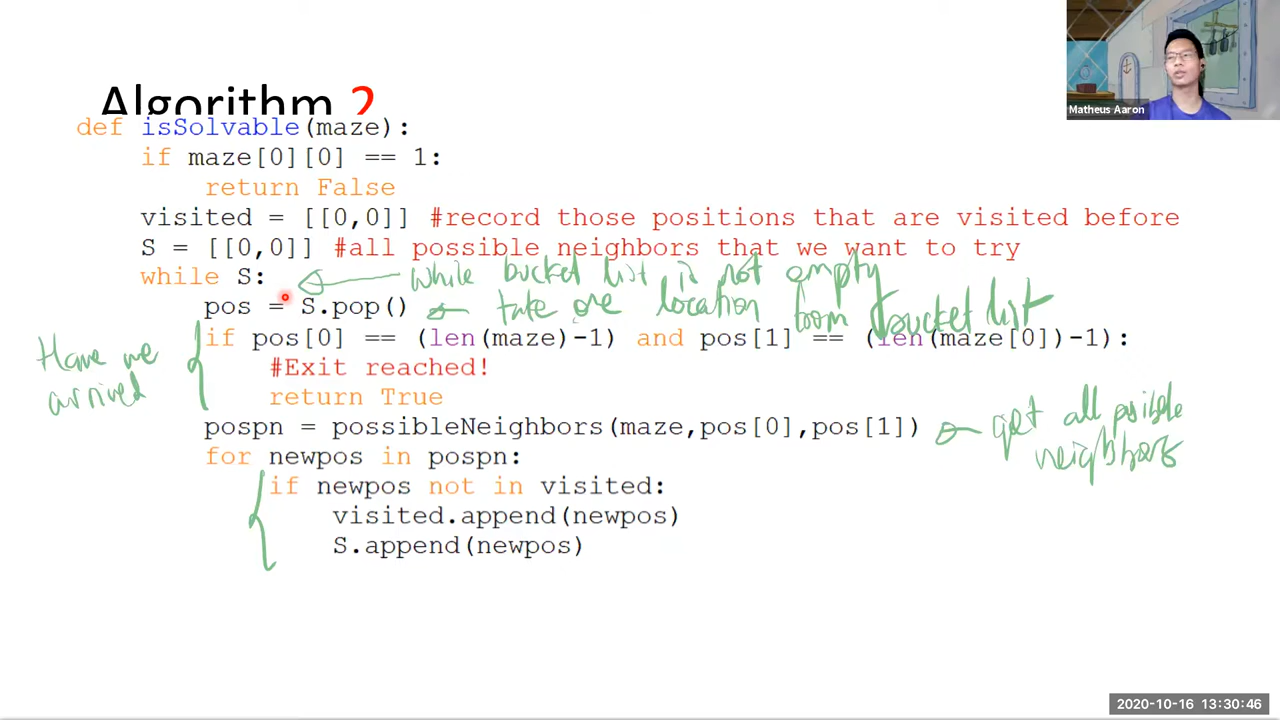 Algorithm 2
Matheus Aaron
def isSolvable(maze):
if maze[0][0] == 1:
return False
visited = [[0,0]] #record those positions that are visited before
S = [[0,0]] #all possible neighbors that we want to try
while S:
while bucket list is not empty
pos = S.pop()
take one location from bucket list
Have we
arrived
if pos[0] == (len(maze)-1) and pos[1] == (len(maze[0])-1):
#Exit reached!
return True
pospn = possibleNeighbors(maze,pos[0],pos[1])
get all posible
neighbors
for newpos in pospn:
if newpos not in visited:
visited.append(newpos)
S.append(newpos)
2020-10-16 13:30:46